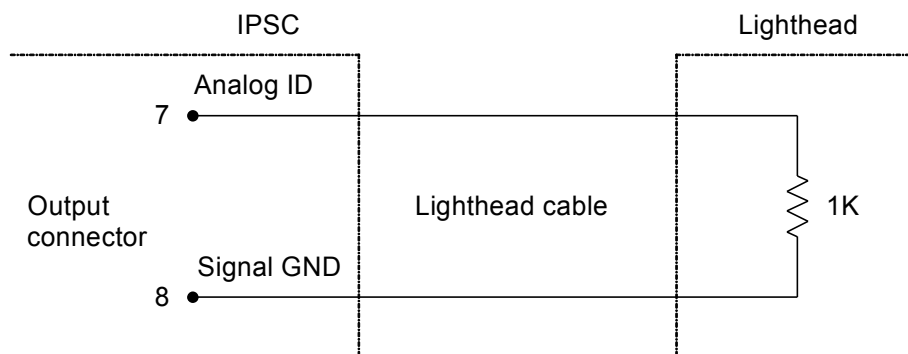 IPSC
Lighthead
Analog ID
7
Output
connector
Lighthead cable
1K
Signal GND
8